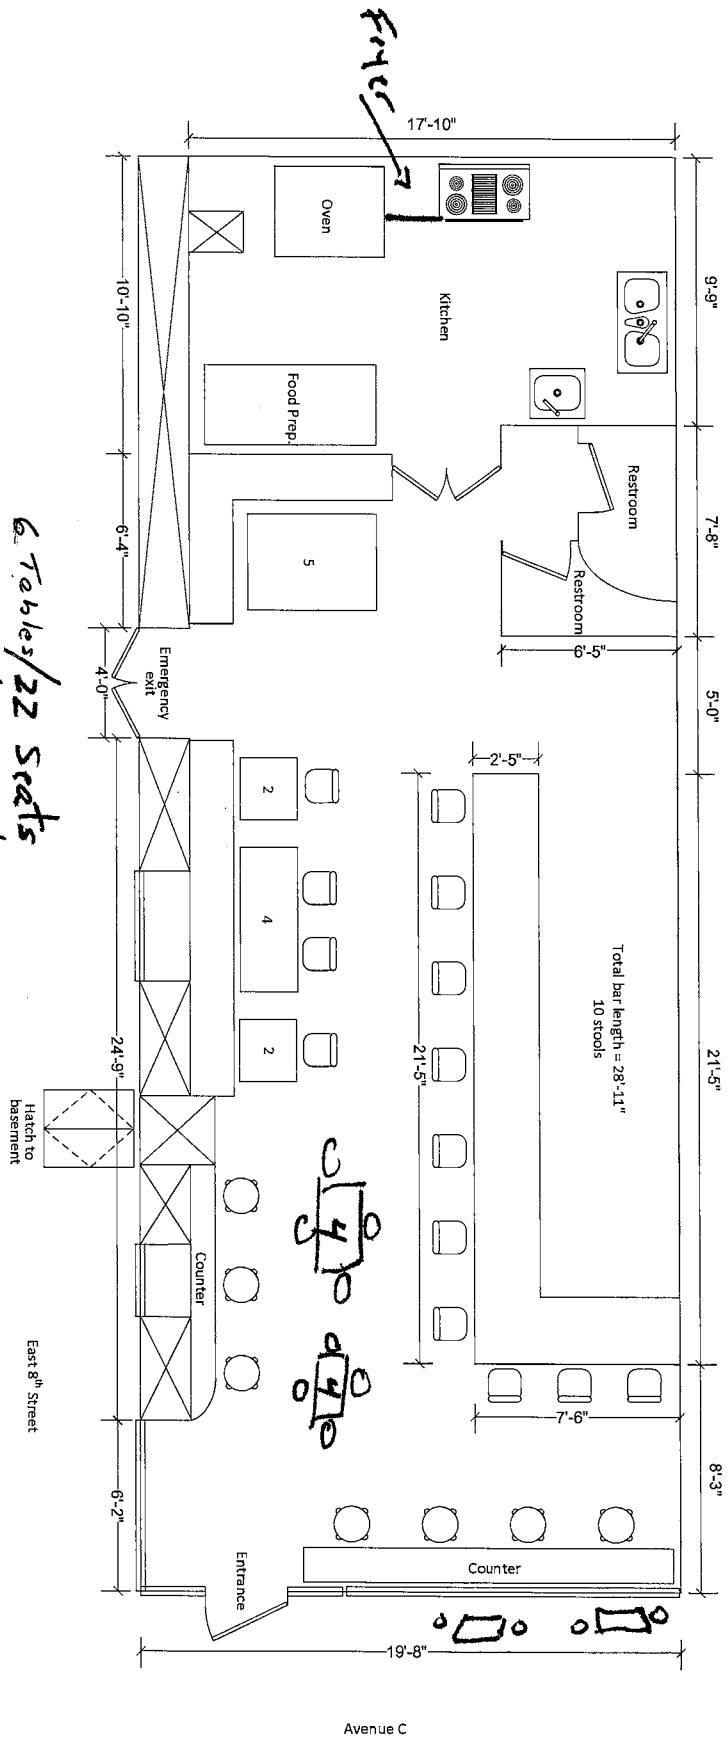 Fryer
17'-10"
9'-9"
7'-8"
5'-0"
21'-5"
8'-3"
Oven
Kitchen
Food Prep.
10'-10"
6'-4"
Restroom
Restroom
6'-5"
5
Emergency
exit
4'-0"
6 Tables/22 Seats
2'-5"
2
4
2
21'-5"
Total bar length = 28'-11"
10 stools
24'-9"
Hatch to
basement
4
4
Counter
East 8th Street
7'-6"
6'-2"
Entrance
Counter
19'-8"
Avenue C